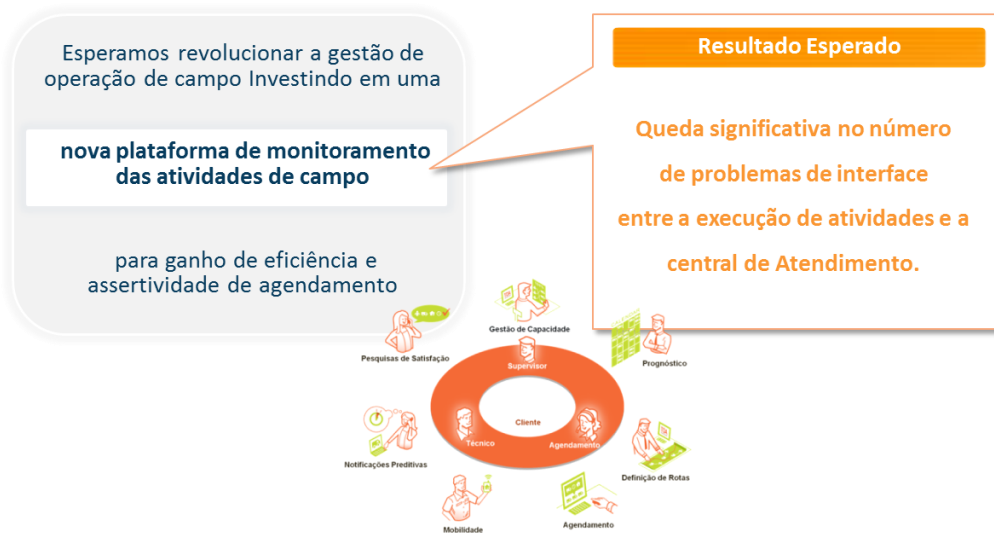 Esperamos revolucionar a gestão de
operação de campo Investindo em uma
nova plataforma de monitoramento
das atividades de campo
para ganho de eficiência e
assertividade de agendamento
Resultado Esperado
Queda significativa no número
de problemas de interface
entre a execução de atividades e a
central de Atendimento.
Gestão de Capacidade
Pesquisas de Satisfação
Prognóstico
Supervisor
Cliente
Técnico
Agendamento
Notificações Preditivas
Definição de Rotas
Mobilidade
Agendamento